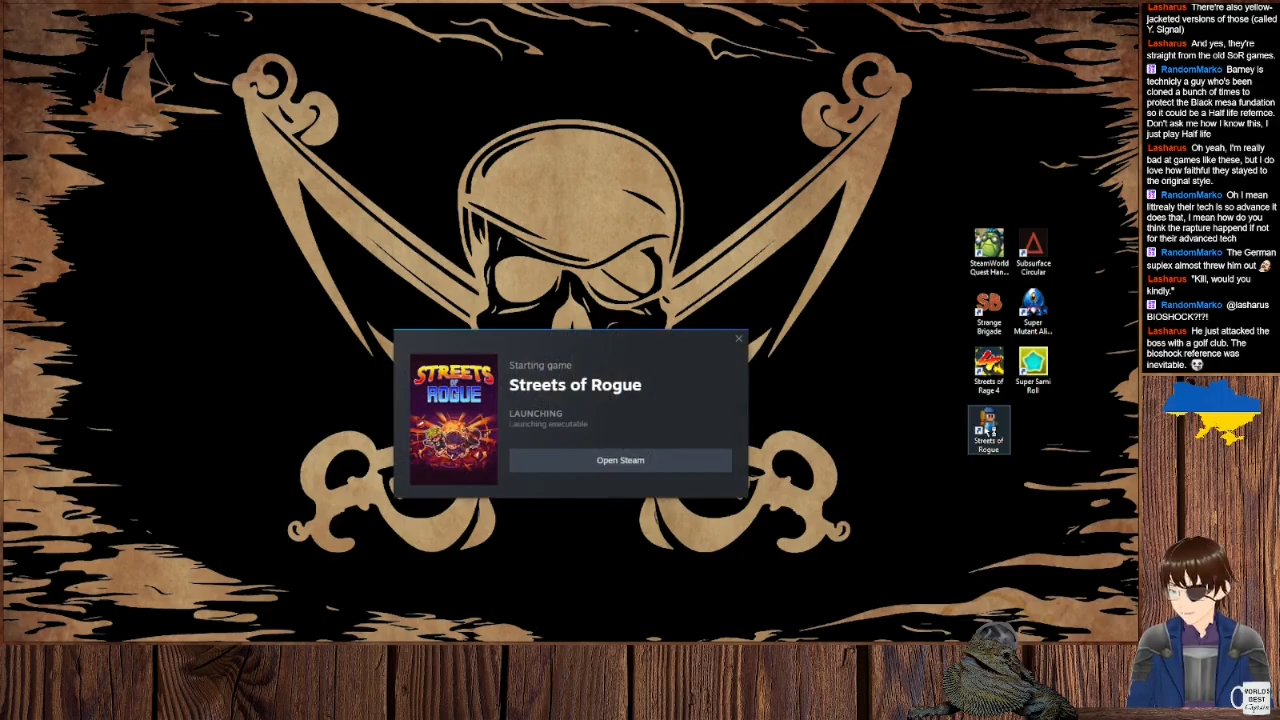 Lasharus There're also yellow-
jacketed versions of those (called
Y. Signal)
Lasharus And yes, they're
straight from the old SoR games.
RandomMarko Barney is
technicly a guy who's been
cloned a bunch of times to
protect the Black mesa fundation
so it could be a Half life refernce.
Don't ask me how I know this, I
just play Half life
Lasharus Oh yeah, I'm really
bad at games like these, but I do
love how faithful they stayed to
the original style.
RandomMarko Oh I mean
littrealy their tech is so advance it
does that, I mean how do you
think the rapture happend if not
for their advanced tech
RandomMarko The German
suplex almost threw him out
Lasharus "Kill, would you
kindly."
RandomMarko @lasharus
BIOSHOCK?!?!
Lasharus He just attacked the
boss with a golf club. The
bioshock reference was
inevitable.
SteamWorld
Quest Han...
Subsurface
Circular
Strange
Brigade
Super
Mutant Ali...
Streets of
Rage 4
Super Sami
Roll
Streets of
Rogue
Starting game
Streets of Rogue
LAUNCHING
Launching executable
Open Steam
STREETS
OF
ROGUE
WORLD'S
BEST
Captain